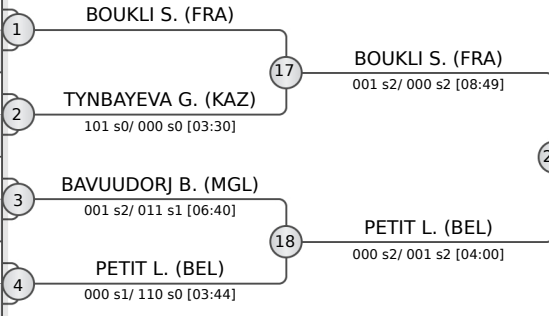 BOUKLI S. (FRA)
1
17
BOUKLI S. (FRA)
001 s2/ 000 s2 [08:49]
TYNBAYEVA G. (KAZ)
2
101 s0/ 000 s0 [03:30]
2
BAVUUDORJ B. (MGL)
3
001 s2/ 011 s1 [06:40]
18
PETIT L. (BEL)
000 s2/ 001 s2 [04:00]
PETIT L. (BEL)
4
000 s1/ 110 s0 [03:44]